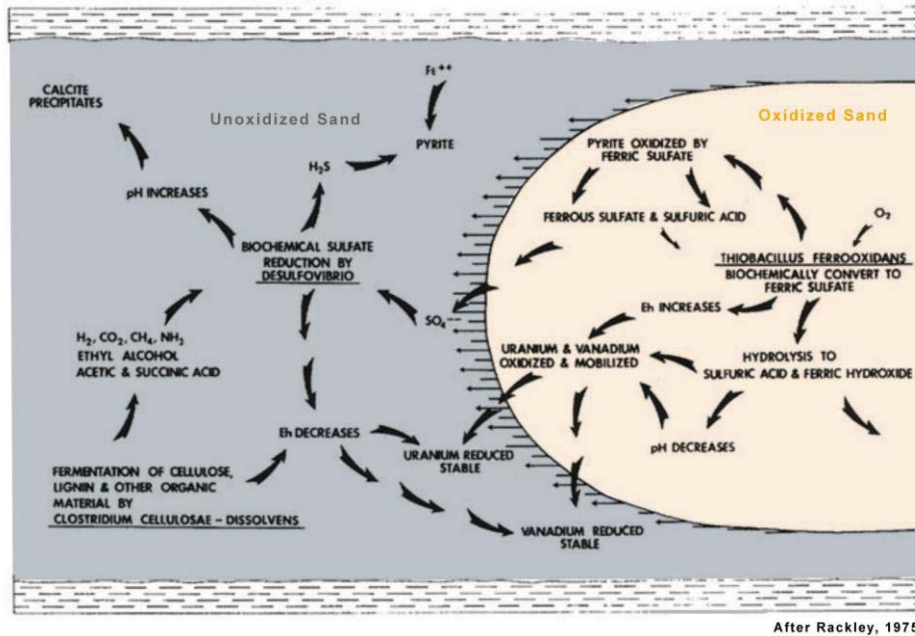 CALCITE
PRECIPITATES
Unoxidized Sand
Fe++
PYRITE
H₂S
pH INCREASES
BIOCHEMICAL SULFATE
REDUCTION BY
DESULFOVIBRIO
SO₄--
H₂, CO₂, CH₄, NH₃
ETHYL ALCOHOL
ACETIC & SUCCINIC ACID
Eh DECREASES
FERMENTATION OF CELLULOSE,
LIGNIN & OTHER ORGANIC
MATERIAL BY
CLOSTRIDIUM CELLULOSAE – DISSOLVENS
URANIUM REDUCED
STABLE
VANADIUM REDUCED
STABLE
Oxidized Sand
PYRITE OXIDIZED BY
FERRIC SULFATE
FERROUS SULFATE & SULFURIC ACID
O₂
THIOBACILLUS FERROOXIDANS
BIOCHEMICALLY CONVERT TO
FERRIC SULFATE
Eh INCREASES
URANIUM & VANADIUM
OXIDIZED & MOBILIZED
HYDROLYSIS TO
SULFURIC ACID & FERRIC HYDROXIDE
pH DECREASES
After Rackley, 1975